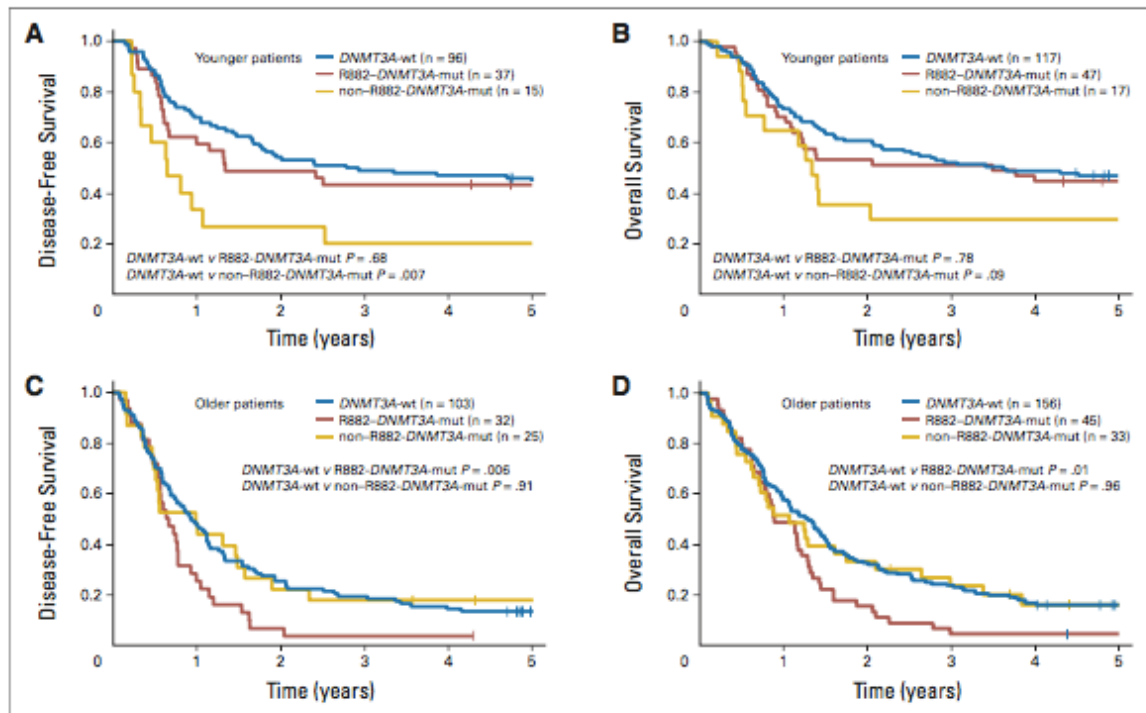 A
Younger patients
DNMT3A-wt (n = 96)
R882–DNMT3A-mut (n = 37)
non–R882-DNMT3A-mut (n = 15)
Disease-Free Survival
1.0
0.8
0.6
0.4
0.2
DNMT3A-wt v R882-DNMT3A-mut P = .68
DNMT3A-wt v non–R882-DNMT3A-mut P = .007
0 1 2 3 4 5
Time (years)
B
Younger patients
DNMT3A-wt (n = 117)
R882–DNMT3A-mut (n = 47)
non–R882-DNMT3A-mut (n = 17)
Overall Survival
1.0
0.8
0.6
0.4
0.2
DNMT3A-wt v R882-DNMT3A-mut P = .78
DNMT3A-wt v non–R882-DNMT3A-mut P = .09
0 1 2 3 4 5
Time (years)
C
Older patients
DNMT3A-wt (n = 103)
R882–DNMT3A-mut (n = 32)
non-R882-DNMT3A-mut (n = 25)
DNMT3A-wt v R882–DNMT3A-mut P = .006
DNMT3A-wt v non–R882-DNMT3A-mut P = .91
Disease-Free Survival
1.0
0.8
0.6
0.4
0.2
0 1 2 3 4 5
Time (years)
D
Older patients
DNMT3A-wt (n = 156)
R882–DNMT3A-mut (n = 45)
non–R882-DNMT3A-mut (n = 33)
DNMT3A-wt v R882-DNMT3A-mut P = .01
DNMT3A-wt v non–R882-DNMT3A-mut P = .96
Overall Survival
1.0
0.8
0.6
0.4
0.2
0 1 2 3 4 5
Time (years)